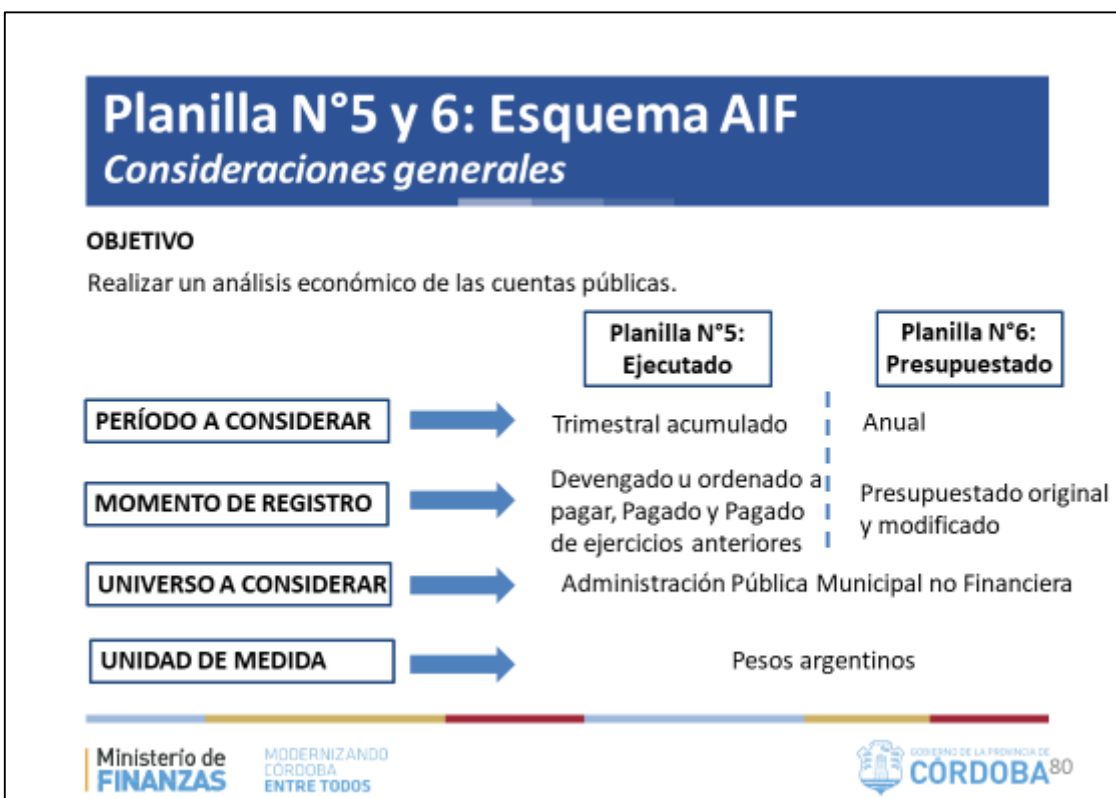 Planilla N°5 y 6: Esquema AIF
Consideraciones generales
OBJETIVO
Realizar un análisis económico de las cuentas públicas.
Planilla N°5:
Ejecutado
Planilla N°6:
Presupuestado
PERÍODO A CONSIDERAR
Trimestral acumulado
Anual
MOMENTO DE REGISTRO
Devengado u ordenado a
pagar, Pagado y Pagado
de ejercicios anteriores
Presupuestado original
y modificado
UNIVERSO A CONSIDERAR
Administración Pública Municipal no Financiera
UNIDAD DE MEDIDA
Pesos argentinos
Ministerio de
FINANZAS
MODERNIZANDO
CÓRDOBA
ENTRE TODOS
GOBIERNO DE LA PROVINCIA DE
CÓRDOBA
80